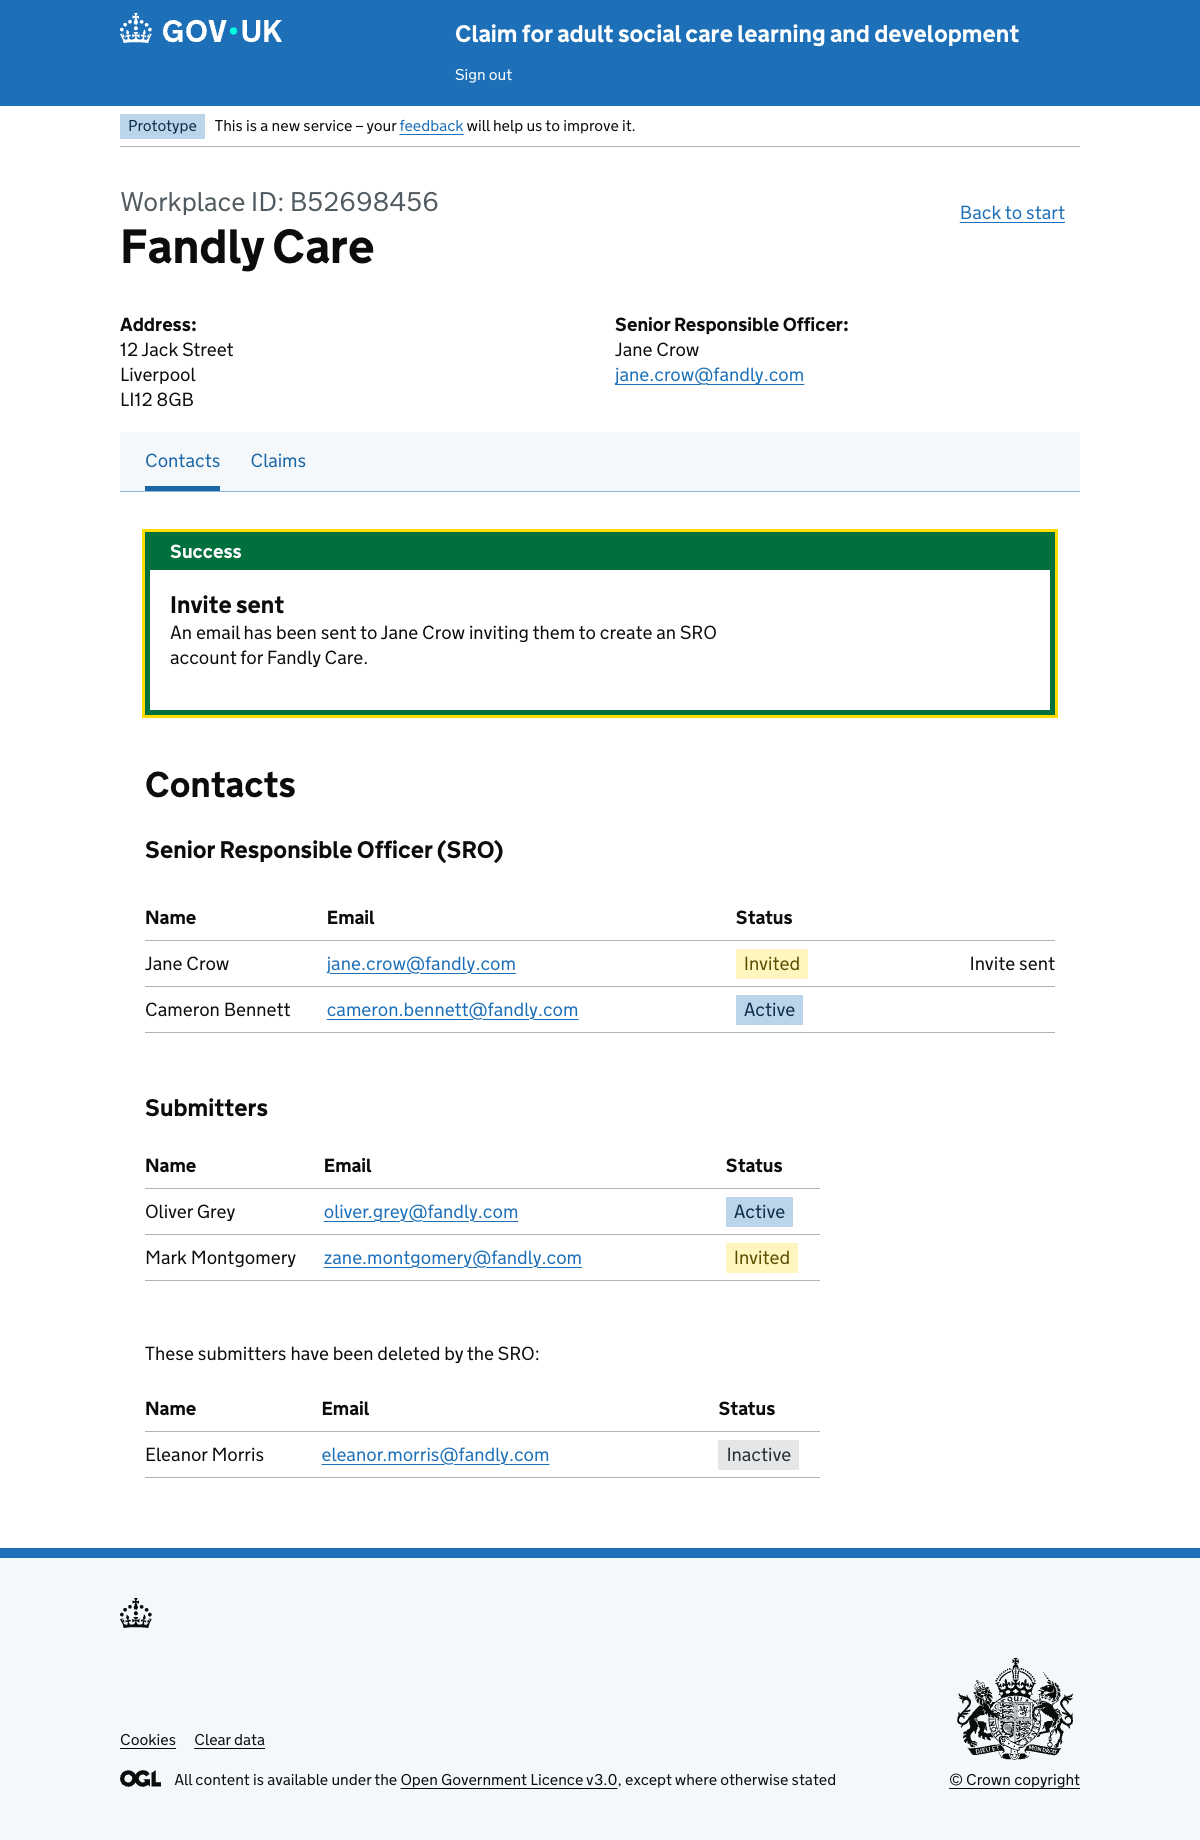 GOV·UK
Claim for adult social care learning and development
Sign out
Prototype This is a new service – your feedback will help us to improve it.
Workplace ID: B52698456
Back to start
Fandly Care
Address:
12 Jack Street
Liverpool
LI12 8GB
Senior Responsible Officer:
Jane Crow
jane.crow@fandly.com
Contacts Claims
Success
Invite sent
An email has been sent to Jane Crow inviting them to create an SRO
account for Fandly Care.
Contacts
Senior Responsible Officer (SRO)
Name Email Status
Jane Crow jane.crow@fandly.com Invited Invite sent
Cameron Bennett cameron.bennett@fandly.com Active
Submitters
Name Email Status
Oliver Grey oliver.grey@fandly.com Active
Mark Montgomery zane.montgomery@fandly.com Invited
These submitters have been deleted by the SRO:
Name Email Status
Eleanor Morris eleanor.morris@fandly.com Inactive
Cookies Clear data
OGL All content is available under the Open Government Licence v3.0, except where otherwise stated
© Crown copyright